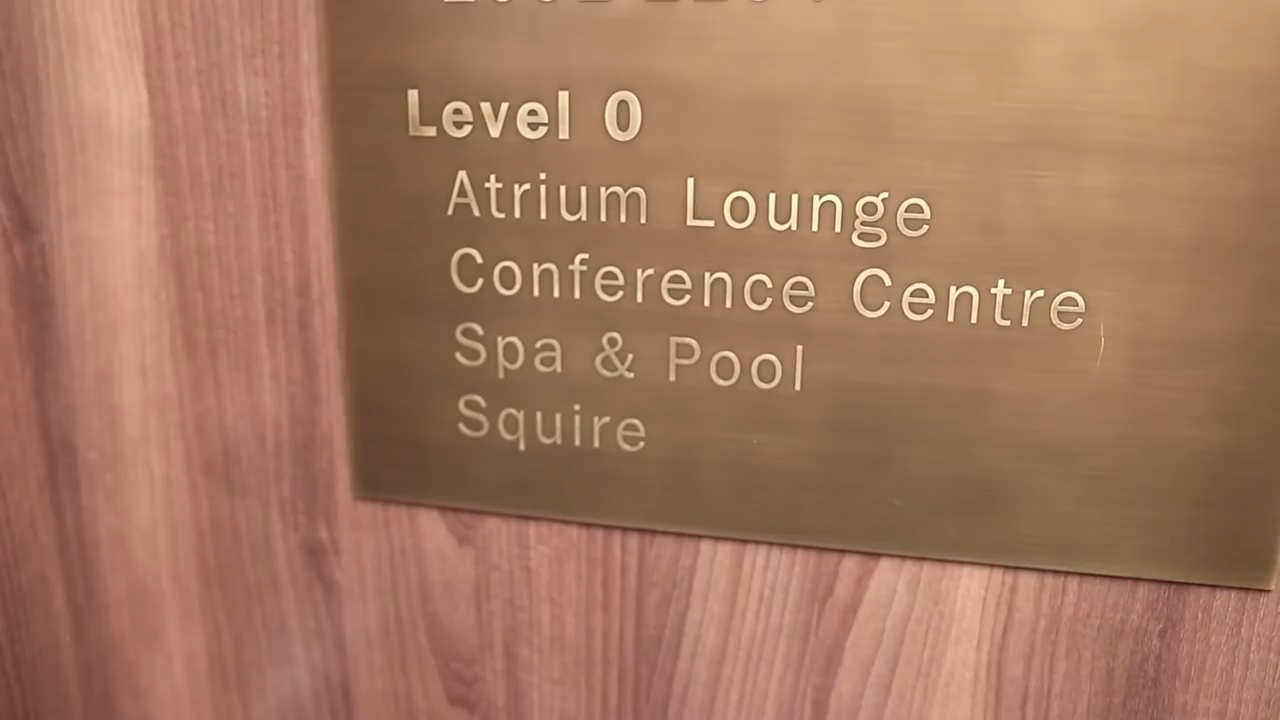 Level 0
Atrium Lounge
Conference Centre
Spa & Pool
Squire